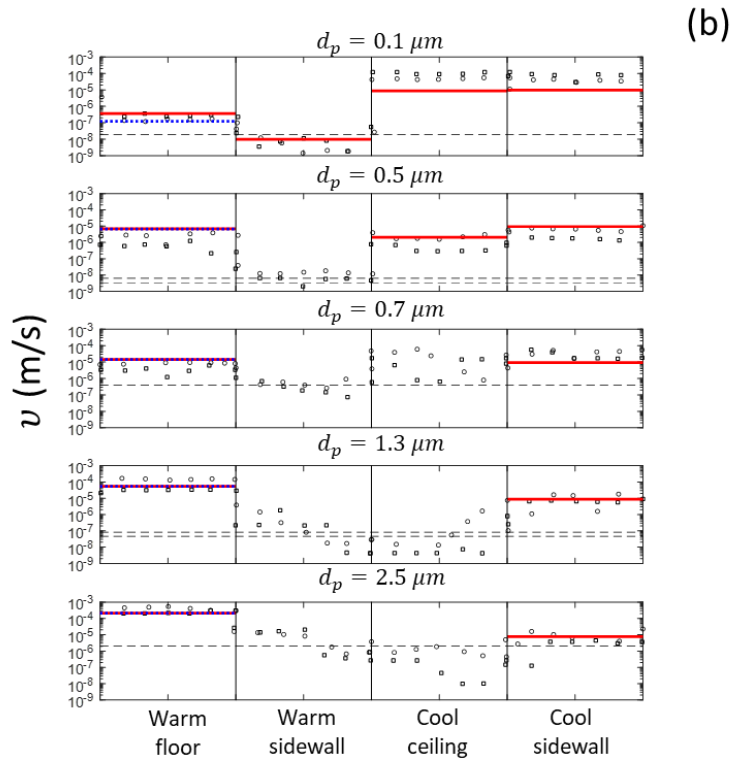 (b)
d_p = 0.1 μm
10^-3
10^-4
10^-5
10^-6
10^-7
10^-8
10^-9
d_p = 0.5 μm
10^-3
10^-4
10^-5
10^-6
10^-7
10^-8
10^-9
d_p = 0.7 μm
10^-3
10^-4
10^-5
10^-6
10^-7
10^-8
10^-9
υ (m/s)
d_p = 1.3 μm
10^-3
10^-4
10^-5
10^-6
10^-7
10^-8
10^-9
d_p = 2.5 μm
10^-3
10^-4
10^-5
10^-6
10^-7
10^-8
10^-9
Warm
floor
Warm
sidewall
Cool
ceiling
Cool
sidewall